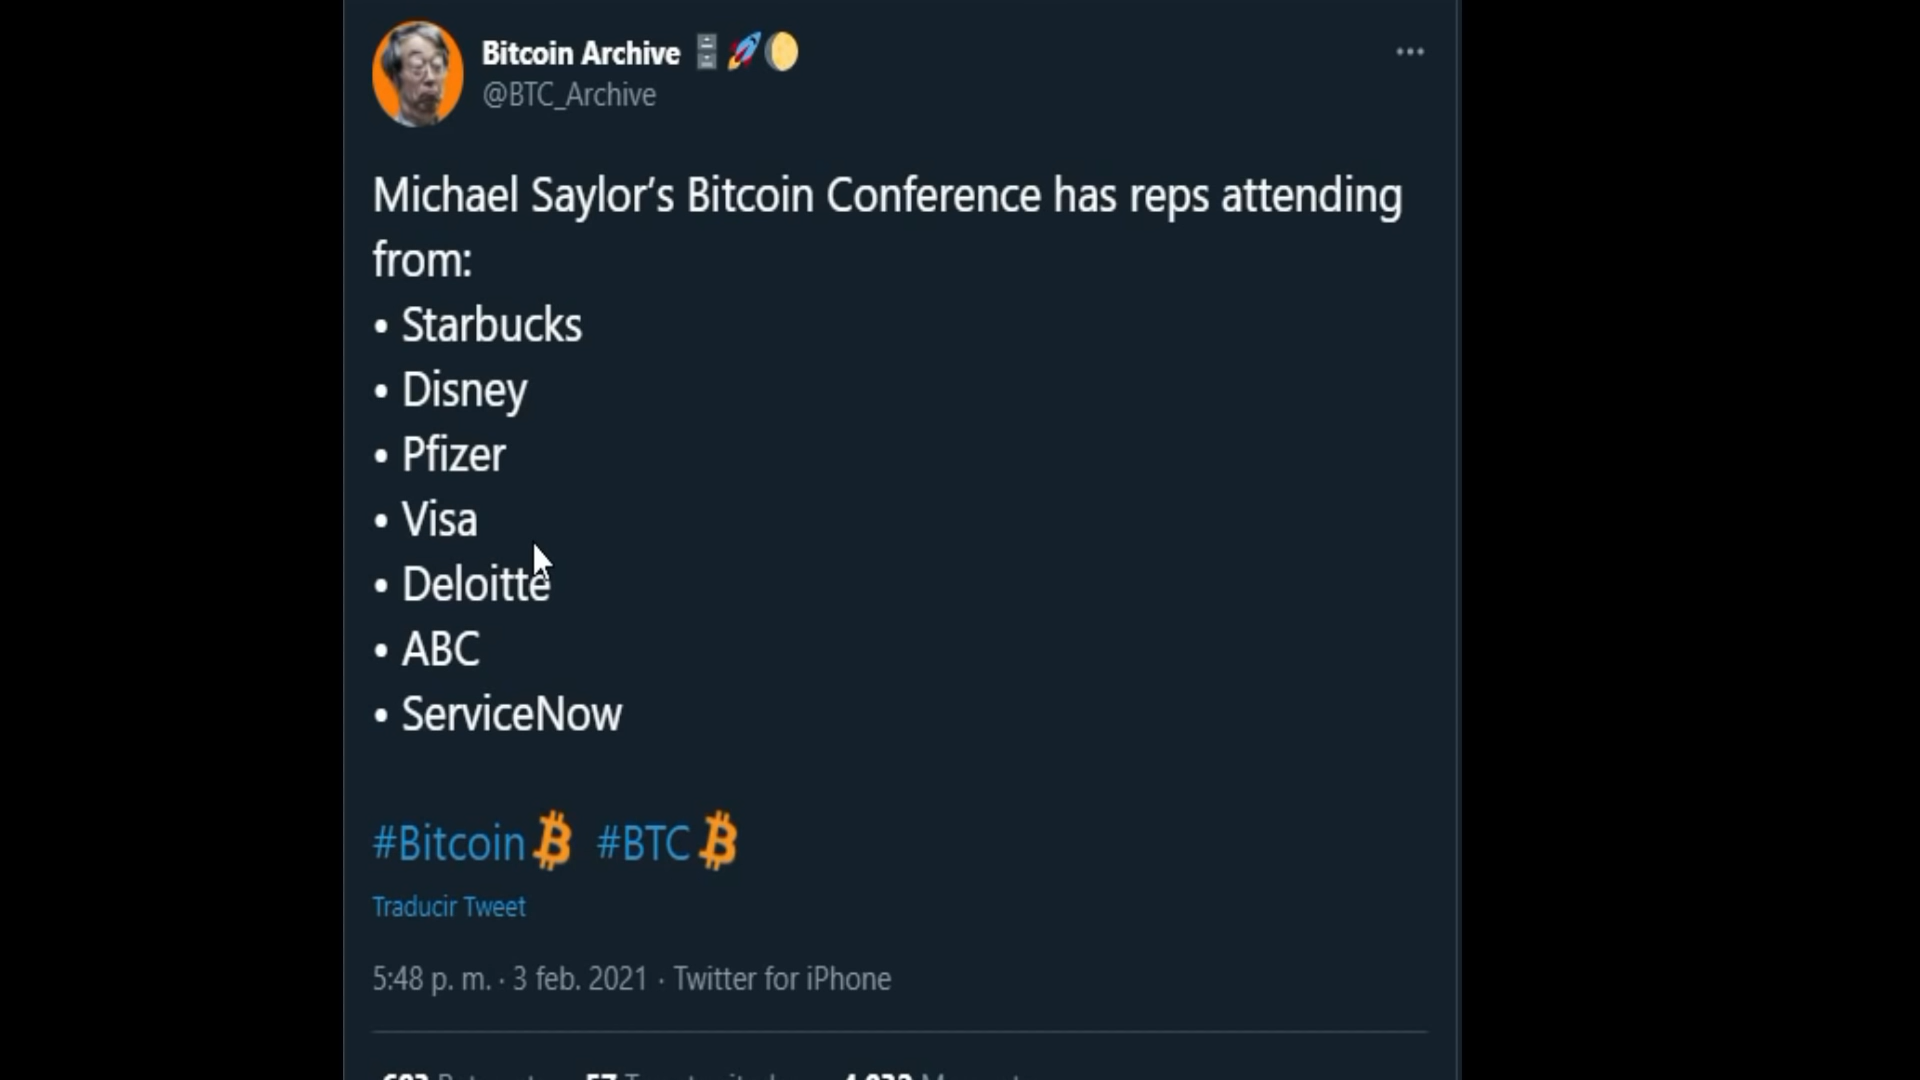 Bitcoin Archive
@BTC_Archive
Michael Saylor's Bitcoin Conference has reps attending
from:
• Starbucks
• Disney
• Pfizer
• Visa
• Deloitte
• ABC
• ServiceNow
#Bitcoin #BTC
Traducir Tweet
5:48 p. m. · 3 feb. 2021 · Twitter for iPhone